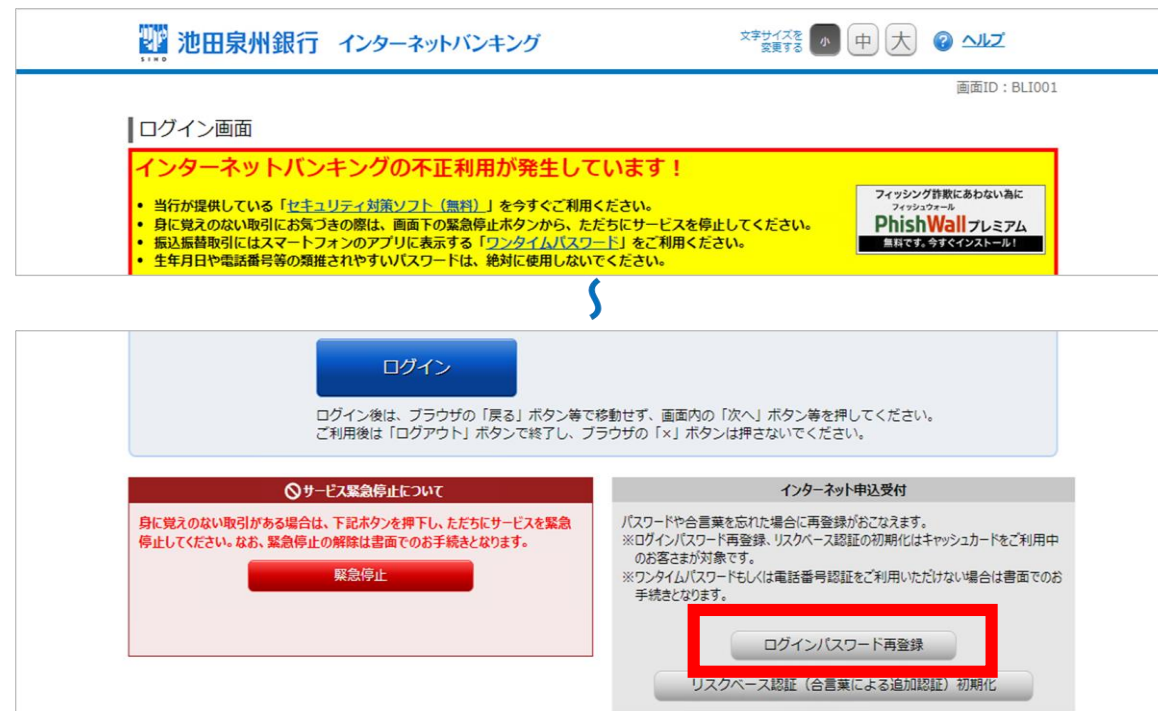 SIHD
池田泉州銀行 インターネットバンキング
文字サイズを
変更する
小 中 大
? ヘルプ
画面ID：BLI001
ログイン画面
インターネットバンキングの不正利用が発生しています！
• 当行が提供している「セキュリティ対策ソフト（無料）」を今すぐご利用ください。
• 身に覚えのない取引にお気づきの際は、画面下の緊急停止ボタンから、ただちにサービスを停止してください。
• 振込振替取引にはスマートフォンのアプリに表示する「ワンタイムパスワード」をご利用ください。
• 生年月日や電話番号等の類推されやすいパスワードは、絶対に使用しないでください。
フィッシング詐欺にあわない為に
フィッシュウォール
PhishWallプレミアム
無料です。今すぐインストール！
ログイン
ログイン後は、ブラウザの「戻る」ボタン等で移動せず、画面内の「次へ」ボタン等を押してください。
ご利用後は「ログアウト」ボタンで終了し、ブラウザの「×」ボタンは押さないでください。
サービス緊急停止について
身に覚えのない取引がある場合は、下記ボタンを押下し、ただちにサービスを緊急
停止してください。なお、緊急停止の解除は書面でのお手続きとなります。
緊急停止
インターネット申込受付
パスワードや合言葉を忘れた場合に再登録がおこなえます。
※ログインパスワード再登録、リスクベース認証の初期化はキャッシュカードをご利用中
のお客さまが対象です。
※ワンタイムパスワードもしくは電話番号認証をご利用いただけない場合は書面でのお
手続きとなります。
ログインパスワード再登録
リスクベース認証（合言葉による追加認証）初期化